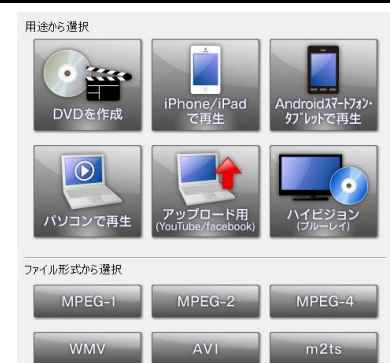 用途から選択
DVDを作成
iPhone/iPad
で再生
Androidスマートフォン・
タブレットで再生
パソコンで再生
アップロード用
(YouTube/facebook)
ハイビジョン
(ブルーレイ)
ファイル形式から選択
MPEG-1
MPEG-2
MPEG-4
WMV
AVI
m2ts